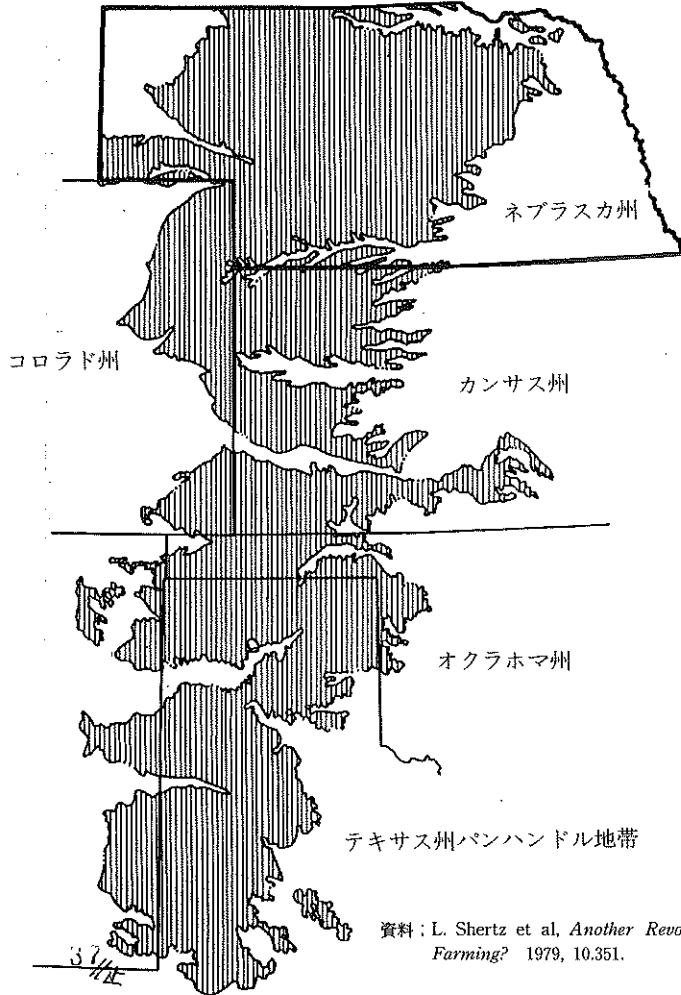 ネブラスカ州
コロラド州
カンサス州
オクラホマ州
テキサス州パンハンドル地帯
資料；L. Shertz et al, Another Revo
Farming? 1979, 10.351.